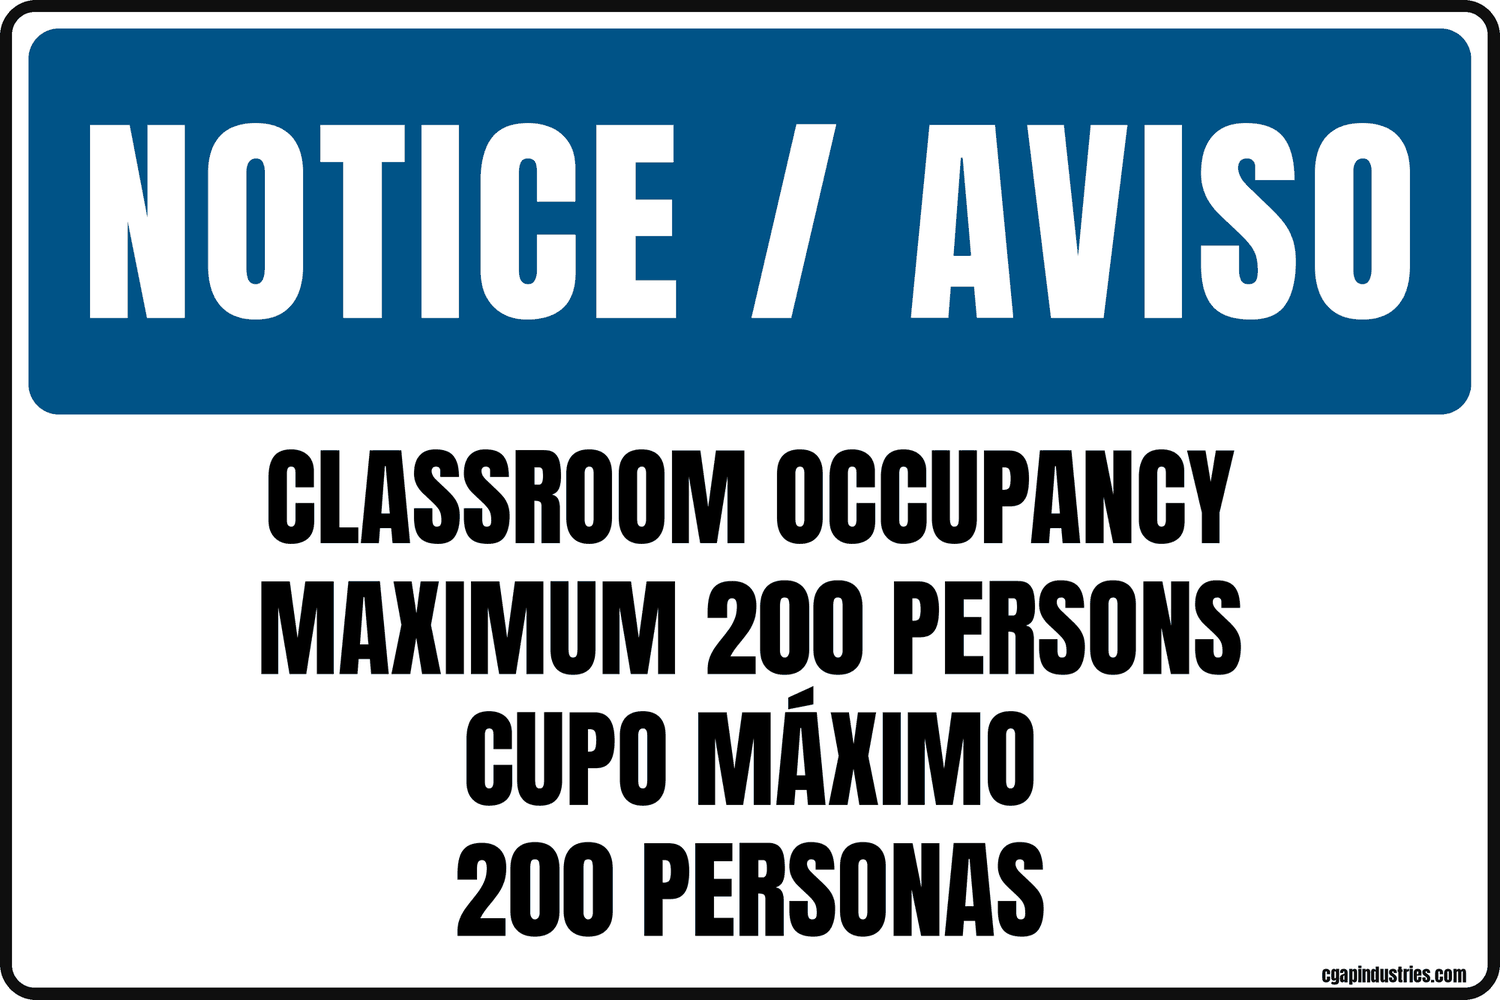 NOTICE / AVISO
CLASSROOM OCCUPANCY
MAXIMUM 200 PERSONS
CUPO MÁXIMO
200 PERSONAS
cgapindustries.com